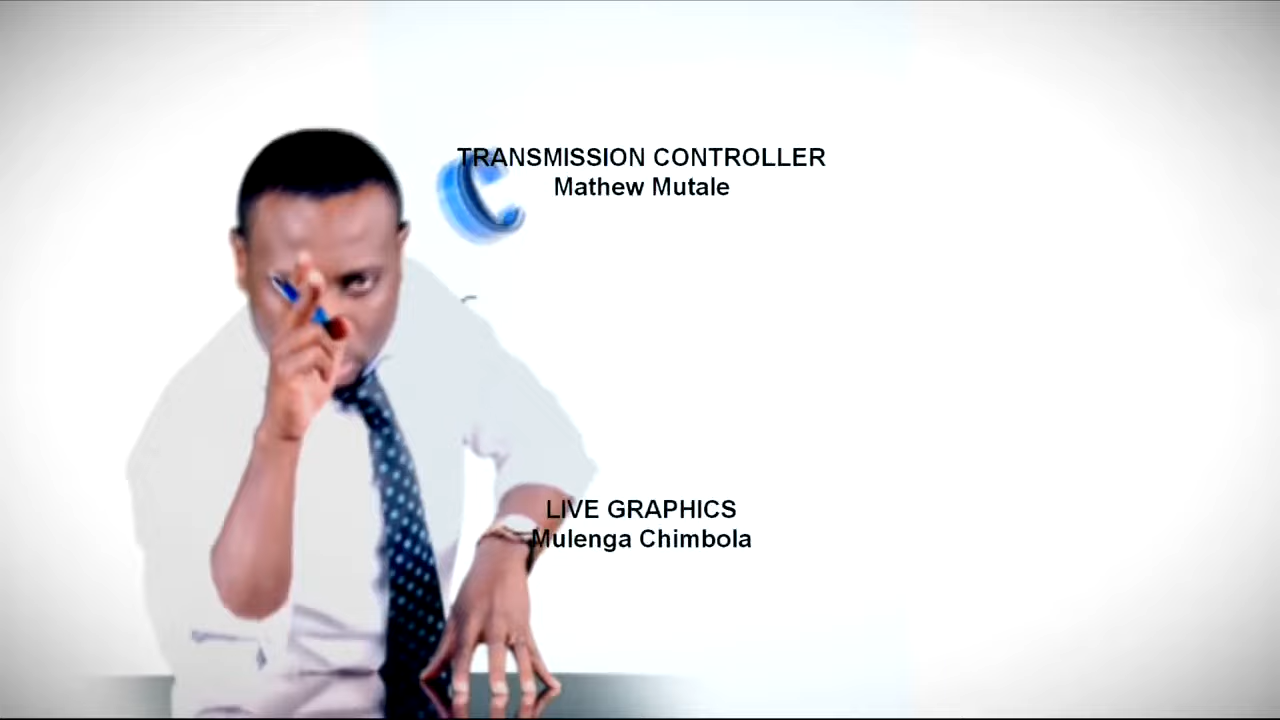 TRANSMISSION CONTROLLER
Mathew Mutale
C
LIVE GRAPHICS
Mulenga Chimbola